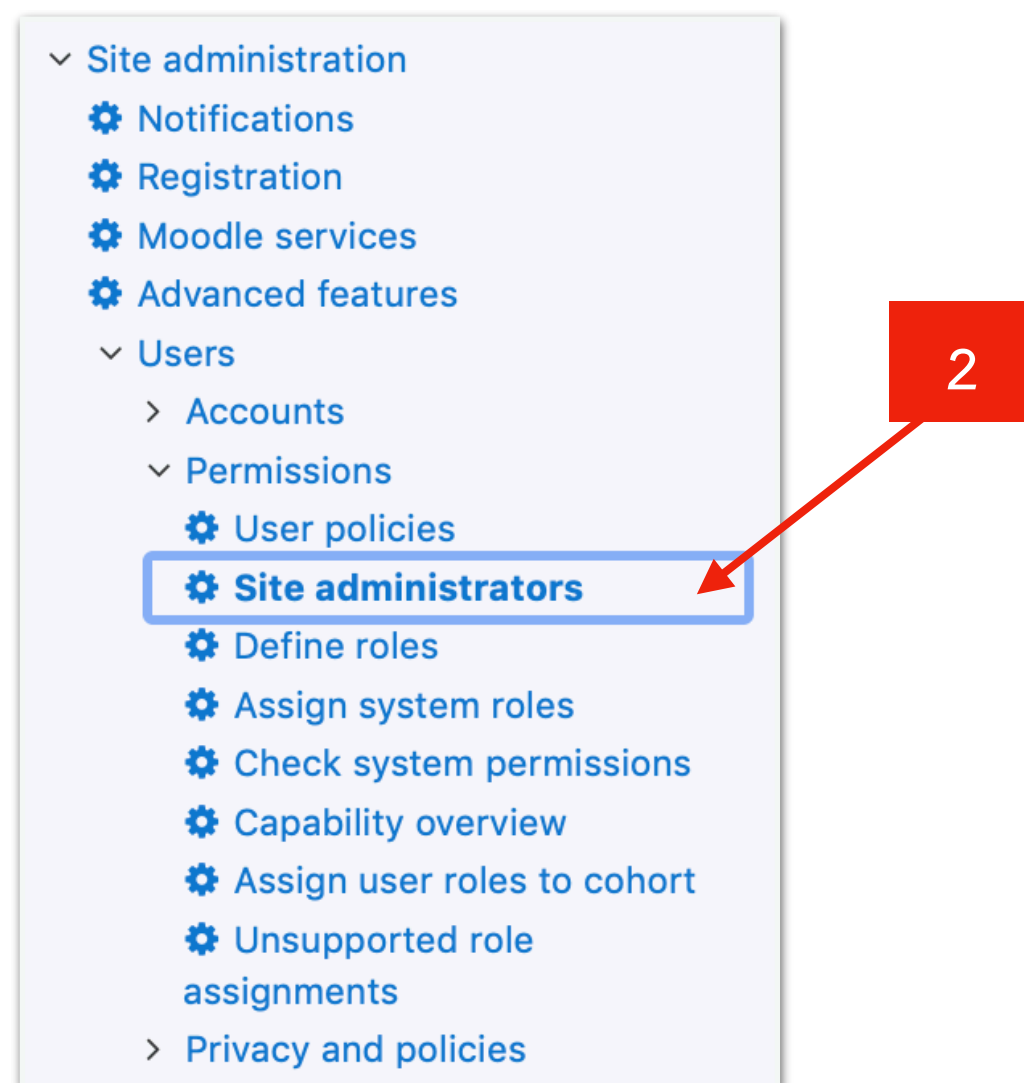 Site administration
Notifications
Registration
Moodle services
Advanced features
Users
2
Accounts
Permissions
User policies
Site administrators
Define roles
Assign system roles
Check system permissions
Capability overview
Assign user roles to cohort
Unsupported role
assignments
Privacy and policies